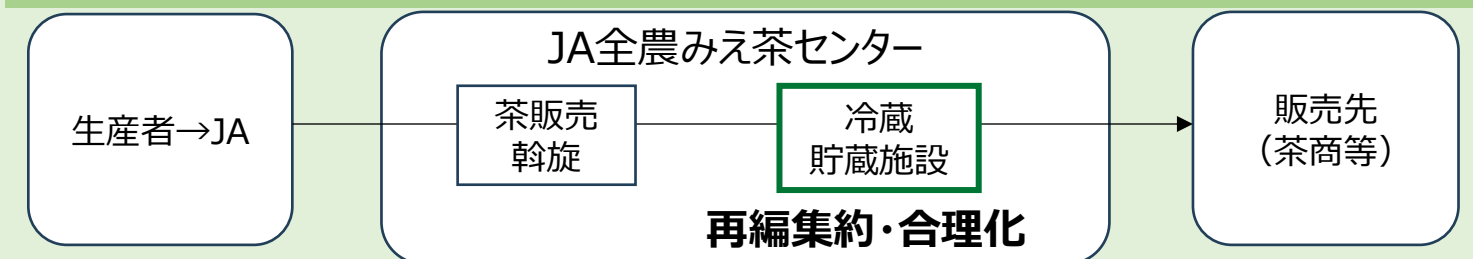 JA全農みえ茶センター
生産者→JA
茶販売
斡旋
冷蔵
貯蔵施設
再編集約・合理化
販売先
（茶商等）